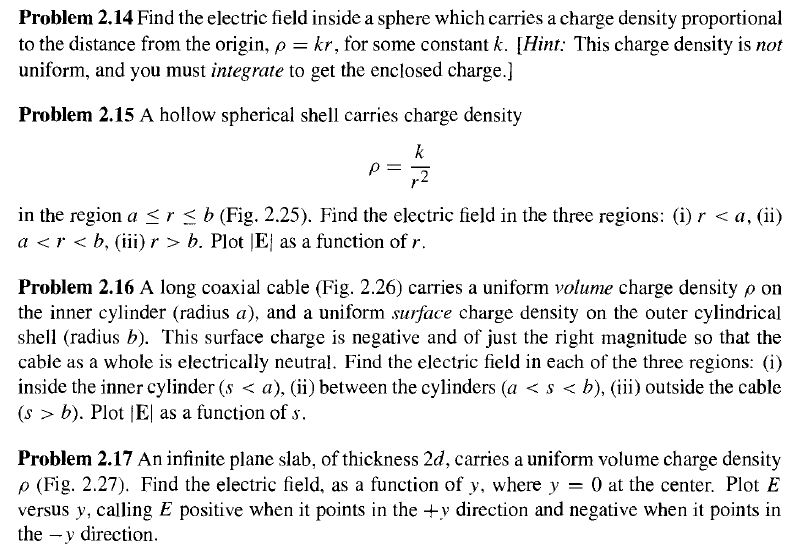 Problem 2.14 Find the electric field inside a sphere which carries a charge density proportional
to the distance from the origin, ρ = kr, for some constant k. [Hint: This charge density is not
uniform, and you must integrate to get the enclosed charge.]
Problem 2.15 A hollow spherical shell carries charge density
ρ = k/r²
in the region a ≤ r ≤ b (Fig. 2.25). Find the electric field in the three regions: (i) r < a, (ii)
a < r < b, (iii) r > b. Plot |E| as a function of r.
Problem 2.16 A long coaxial cable (Fig. 2.26) carries a uniform volume charge density ρ on
the inner cylinder (radius a), and a uniform surface charge density on the outer cylindrical
shell (radius b). This surface charge is negative and of just the right magnitude so that the
cable as a whole is electrically neutral. Find the electric field in each of the three regions: (i)
inside the inner cylinder (s < a), (ii) between the cylinders (a < s < b), (iii) outside the cable
(s > b). Plot |E| as a function of s.
Problem 2.17 An infinite plane slab, of thickness 2d, carries a uniform volume charge density
ρ (Fig. 2.27). Find the electric field, as a function of y, where y = 0 at the center. Plot E
versus y, calling E positive when it points in the +y direction and negative when it points in
the −y direction.